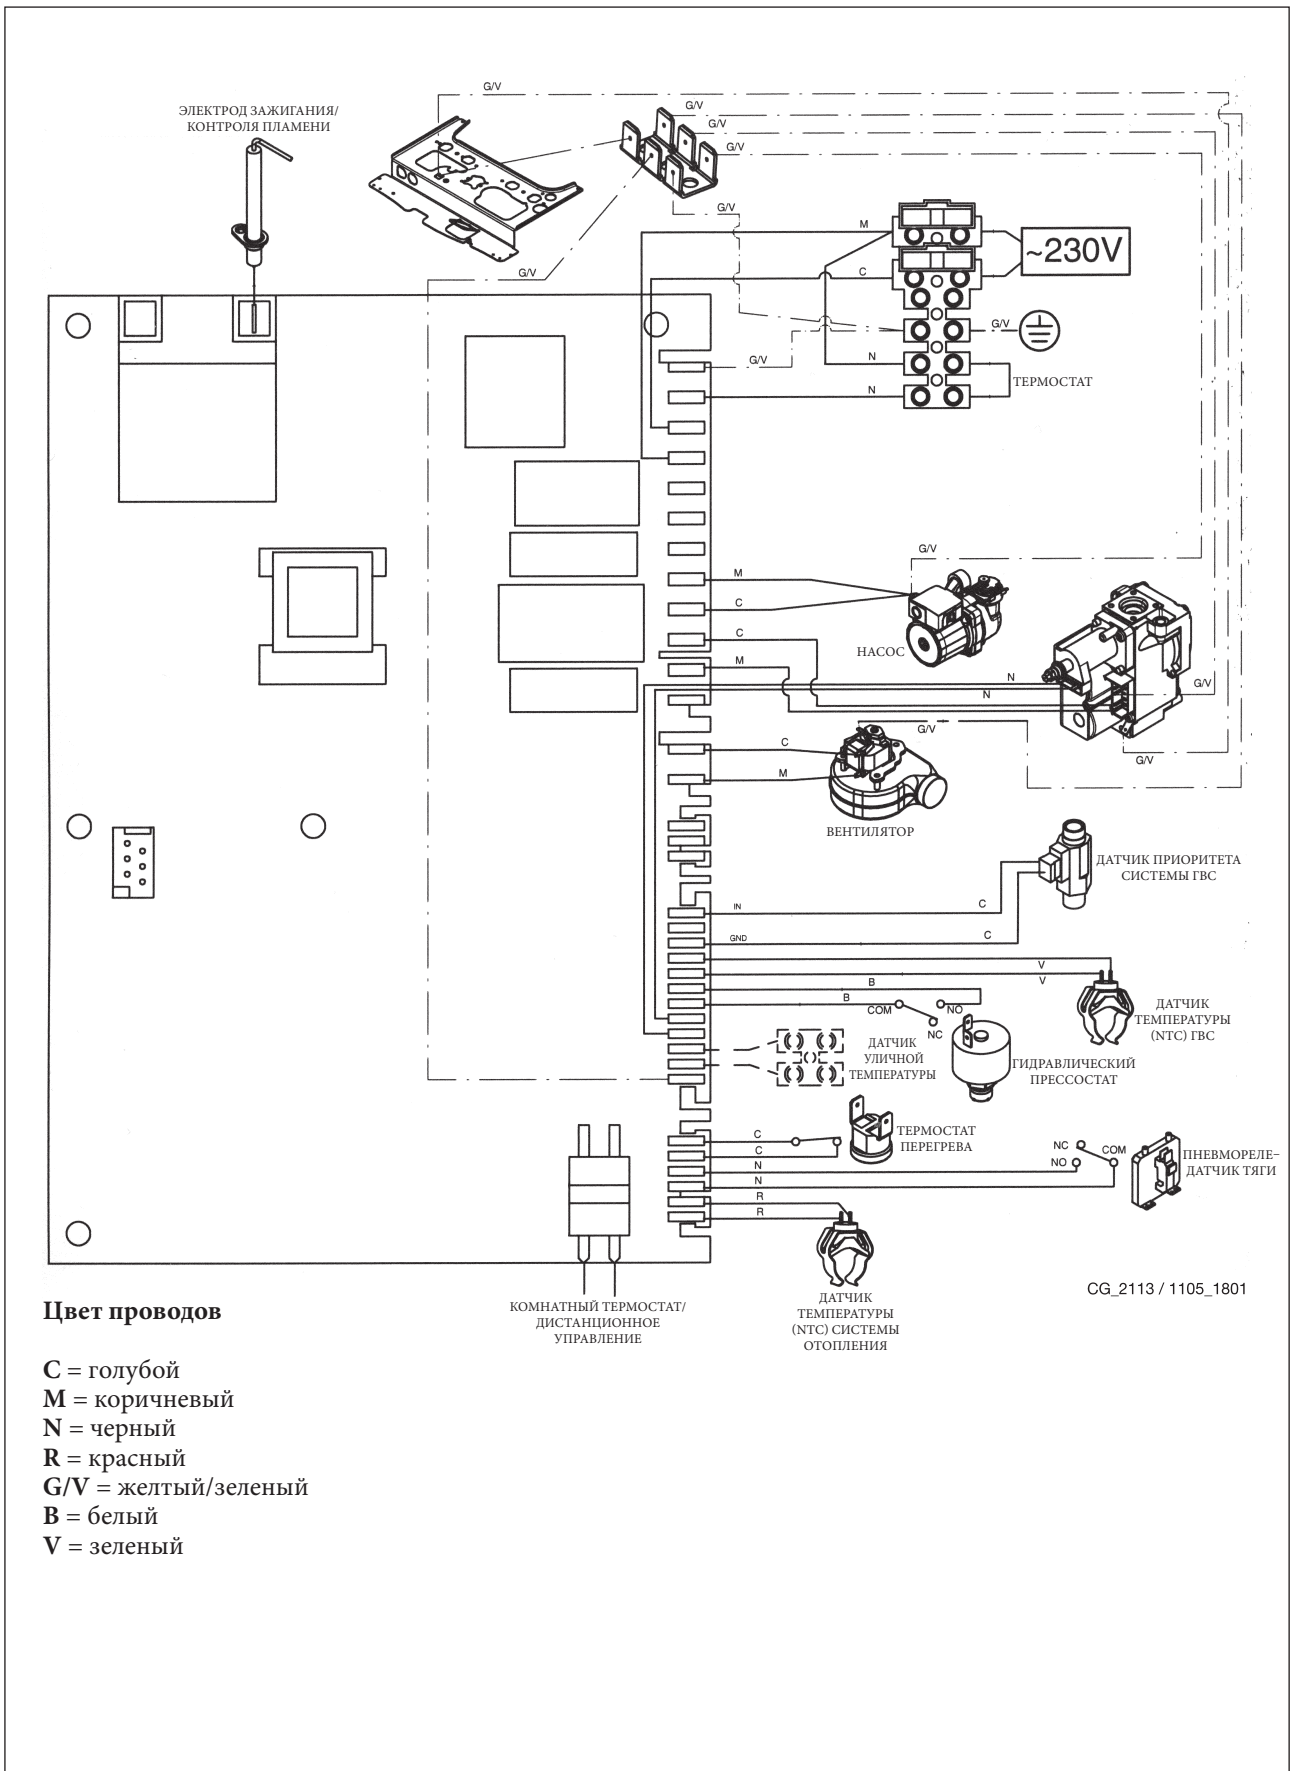 G/V
ЭЛЕКТРОД ЗАЖИГАНИЯ/
КОНТРОЛЯ ПЛАМЕНИ
G/V
G/V
G/V
G/V
G/V
M
~230V
C
G/V
G/V
N
ТЕРМОСТАТ
N
G/V
M
C
НАСОС
C
M
N
N
G/V
G/V
G/V
C
M
ВЕНТИЛЯТОР
ДАТЧИК ПРИОРИТЕТА
СИСТЕМЫ ГВС
IN
C
GND
C
V
V
B
B
COM
NO
NC
ДАТЧИК
ТЕМПЕРАТУРЫ
(NTC) ГВС
ДАТЧИК
УЛИЧНОЙ
ТЕМПЕРАТУРЫ
ГИДРАВЛИЧЕСКИЙ
ПРЕССОСТАТ
C
C
ТЕРМОСТАТ
ПЕРЕГРЕВА
N
N
NC
NO
COM
ПНЕВМОРЕЛЕ-
ДАТЧИК ТЯГИ
R
R
CG_2113 / 1105_1801
КОМНАТНЫЙ ТЕРМОСТАТ/
ДИСТАНЦИОННОЕ
УПРАВЛЕНИЕ
ДАТЧИК
ТЕМПЕРАТУРЫ
(NTC) СИСТЕМЫ
ОТОПЛЕНИЯ
Цвет проводов
C = голубой
M = коричневый
N = черный
R = красный
G/V = желтый/зеленый
B = белый
V = зеленый